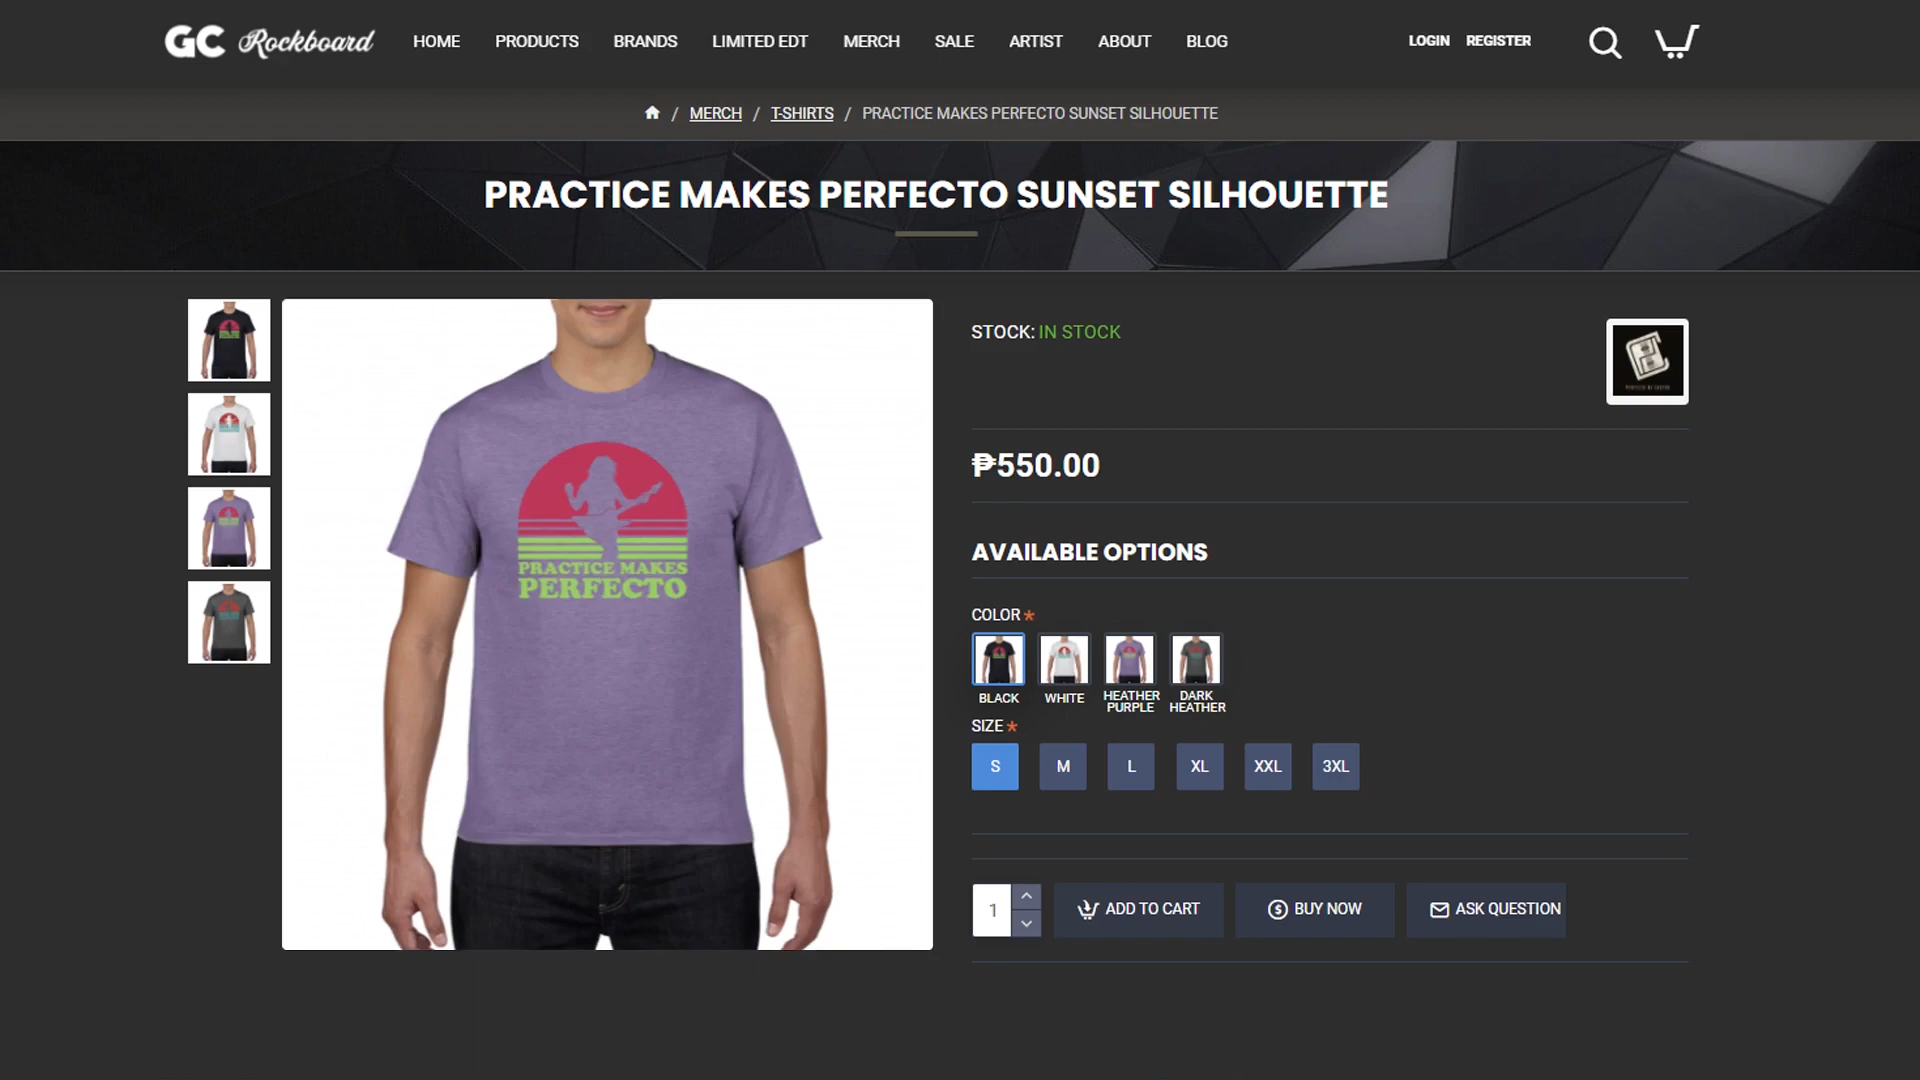 GC Rockboard
HOME PRODUCTS BRANDS LIMITED EDT MERCH SALE ARTIST ABOUT BLOG LOGIN REGISTER
/ MERCH / T-SHIRTS / PRACTICE MAKES PERFECTO SUNSET SILHOUETTE
PRACTICE MAKES PERFECTO SUNSET SILHOUETTE
PRACTICE MAKES
PERFECTO
STOCK: IN STOCK
₱550.00
AVAILABLE OPTIONS
COLOR *
BLACK
WHITE
HEATHER
PURPLE
DARK
HEATHER
SIZE *
S M L XL XXL 3XL
1 ADD TO CART BUY NOW ASK QUESTION